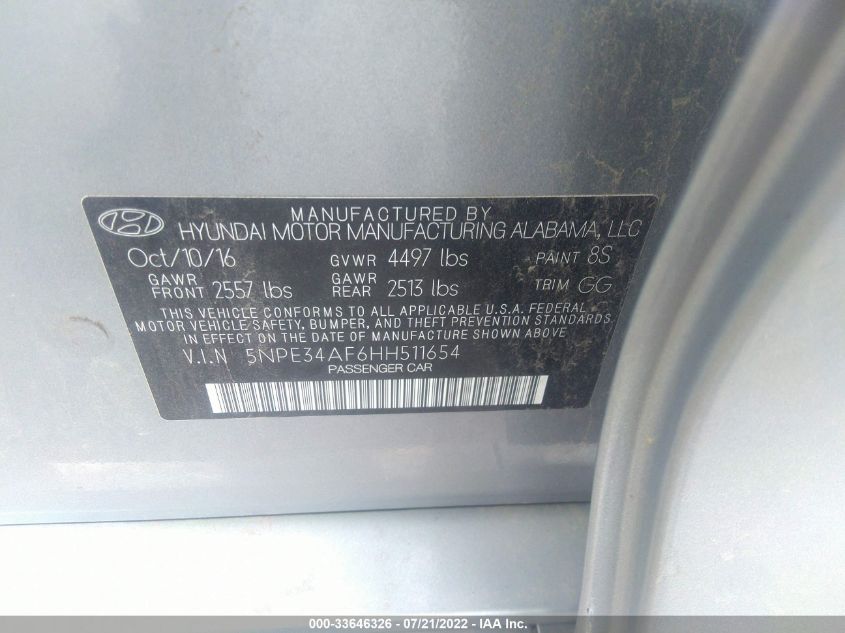 MANUFACTURED BY
HYUNDAI MOTOR MANUFACTURING ALABAMA, LLC
Oct/10/16 GVWR 4497 lbs PAINT 8S
GAWR FRONT 2557 lbs GAWR REAR 2513 lbs TRIM GG
THIS VEHICLE CONFORMS TO ALL APPLICABLE U.S.A. FEDERAL
MOTOR VEHICLE SAFETY, BUMPER, AND THEFT PREVENTION STANDARDS
IN EFFECT ON THE DATE OF MANUFACTURE SHOWN ABOVE
V.I.N 5NPE34AF6HH511654
PASSENGER CAR
000-33646326 - 07/21/2022 - IAA Inc.